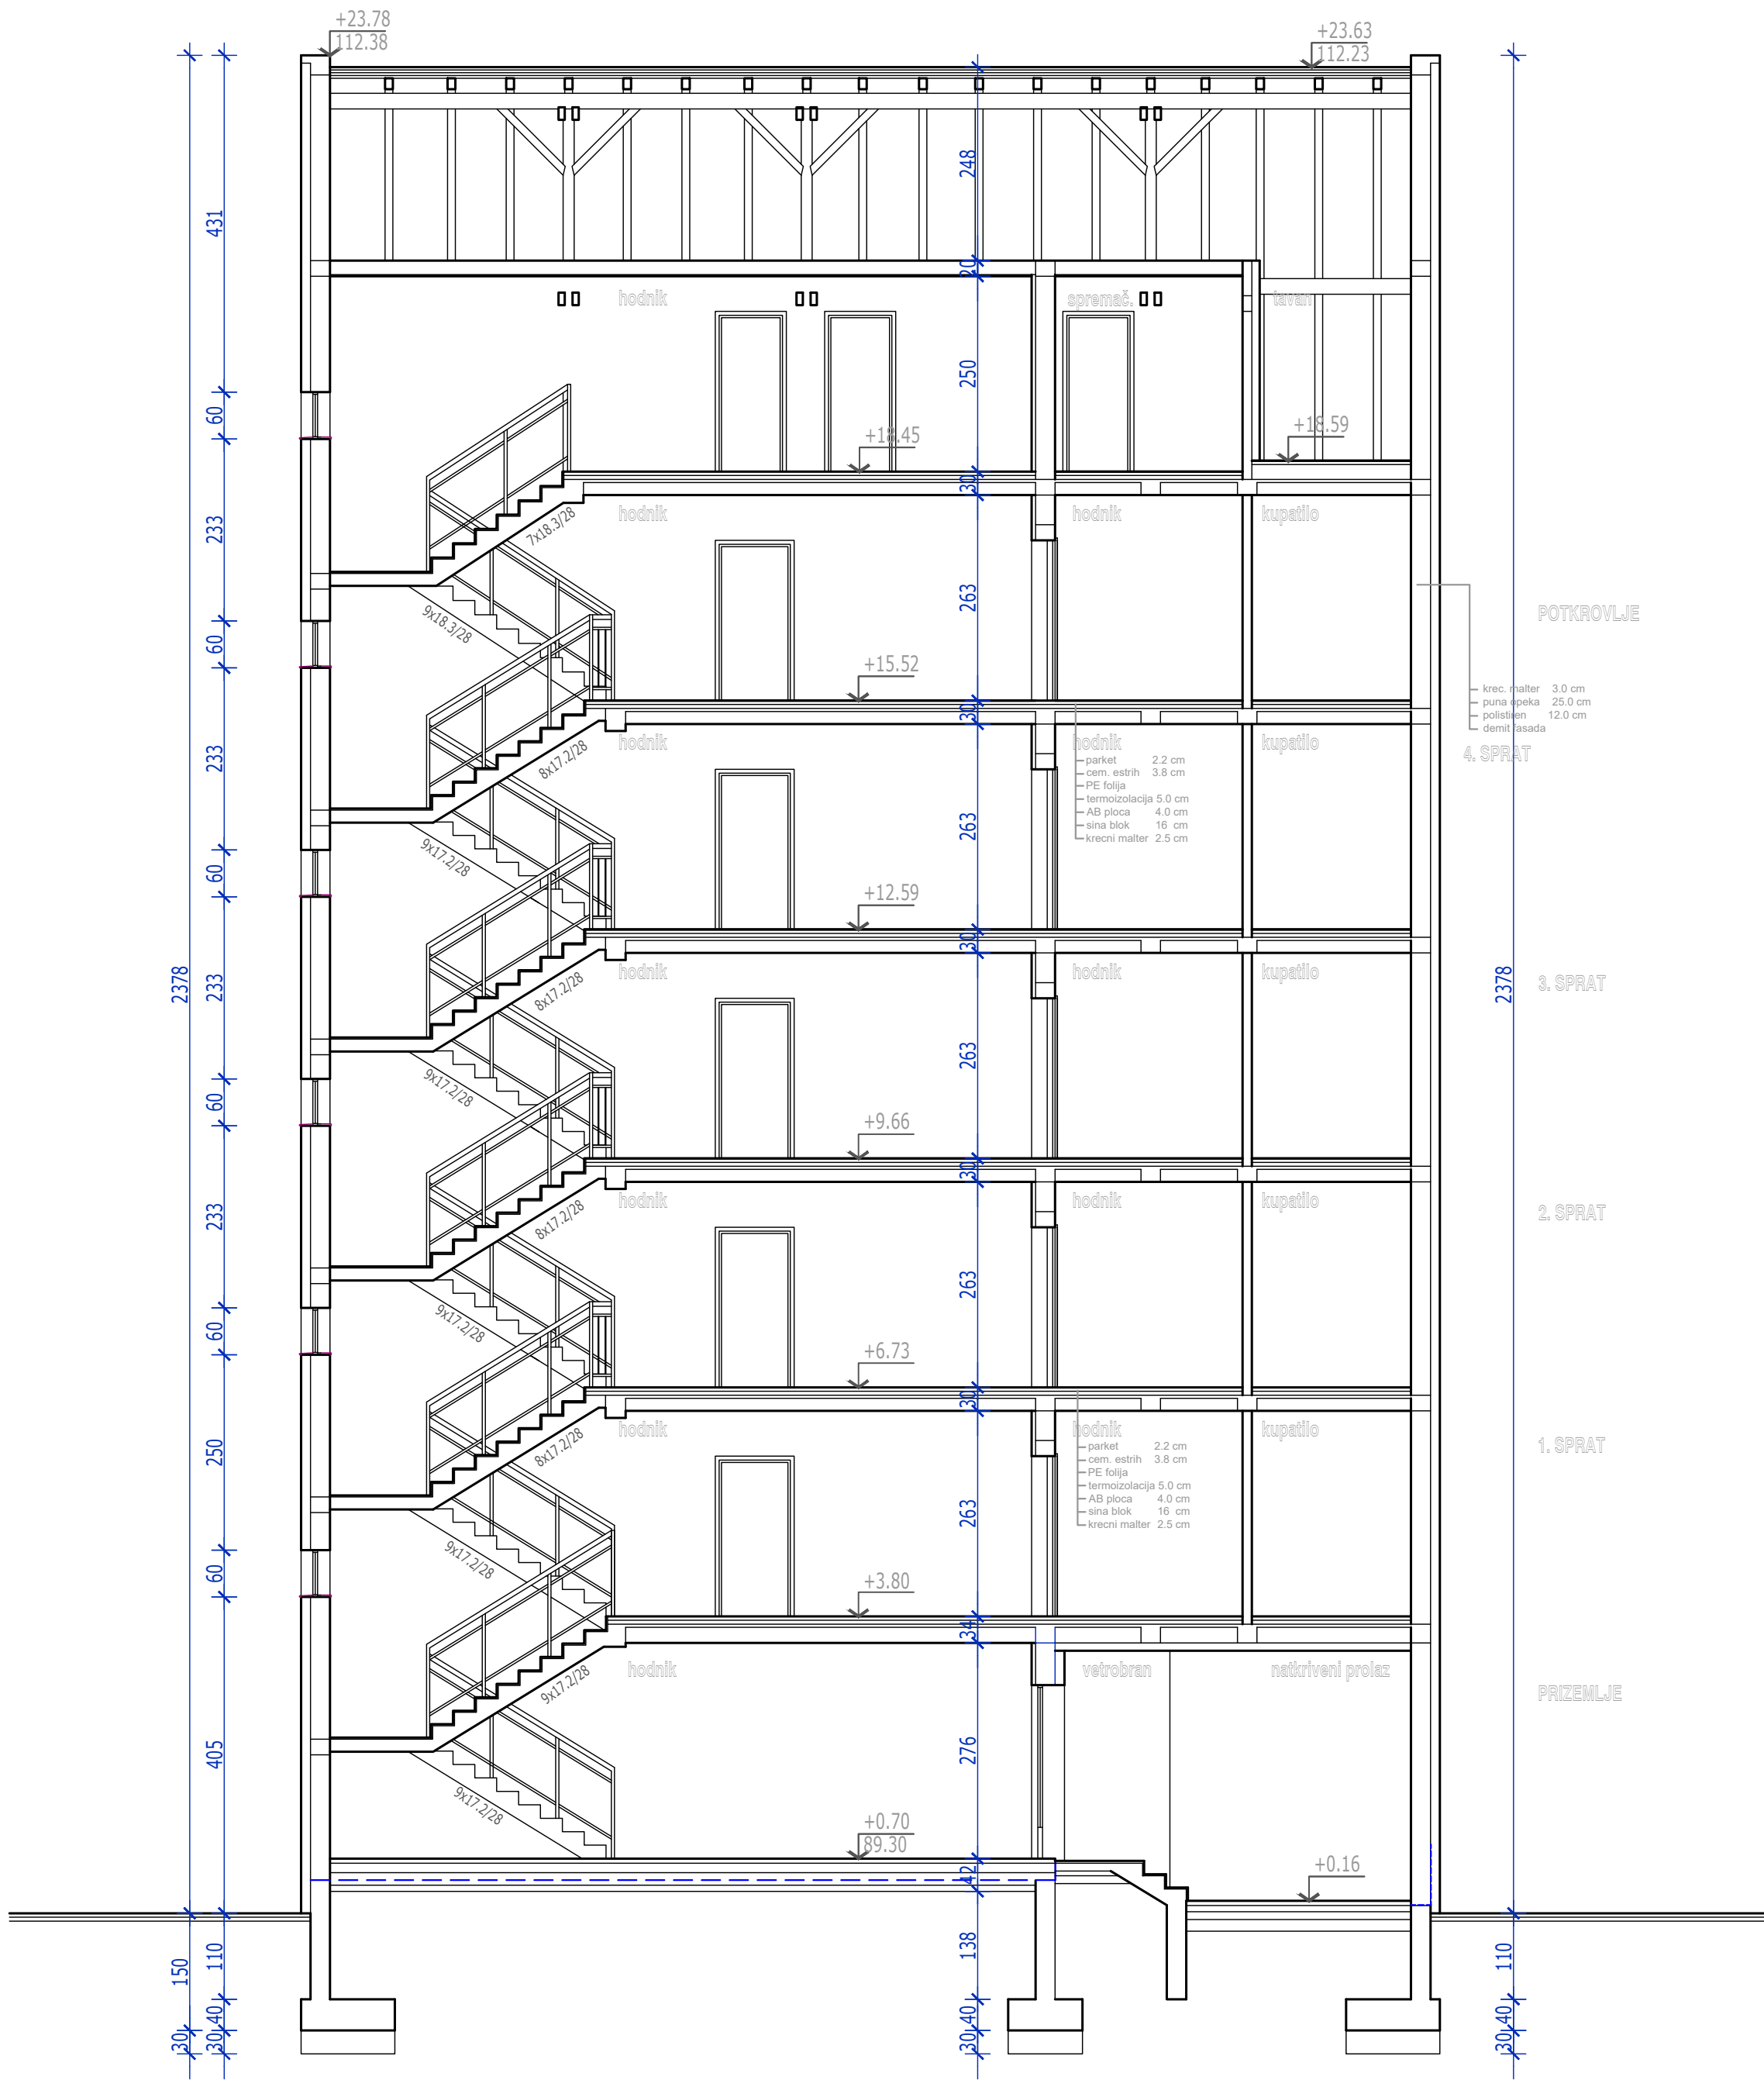 +23.78
112.38
+23.63
112.23
431
248
20
hodnik
spremač.
tavan
250
60
+18.45
+18.59
30
hodnik
hodnik
kupatilo
7x18.3/28
233
263
9x18.3/28
POTKROVLJE
60
+15.52
krec. malter 3.0 cm
puna opeka 25.0 cm
polistiren 12.0 cm
demit fasada
30
hodnik
hodnik
kupatilo
4. SPRAT
8x17.2/28
233
parket 2.2 cm
cem. estrih 3.8 cm
PE folija
termoizolacija 5.0 cm
AB ploca 4.0 cm
sina blok 16 cm
krecni malter 2.5 cm
263
9x17.2/28
60
+12.59
30
hodnik
hodnik
kupatilo
3. SPRAT
2378
233
2378
8x17.2/28
263
9x17.2/28
60
+9.66
30
hodnik
hodnik
kupatilo
2. SPRAT
233
8x17.2/28
263
9x17.2/28
60
+6.73
30
hodnik
hodnik
kupatilo
1. SPRAT
250
8x17.2/28
parket 2.2 cm
cem. estrih 3.8 cm
PE folija
termoizolacija 5.0 cm
AB ploca 4.0 cm
sina blok 16 cm
krecni malter 2.5 cm
263
9x17.2/28
60
+3.80
34
hodnik
vetrobran
natkriveni prolaz
PRIZEMLJE
9x17.2/28
405
276
9x17.2/28
+0.70
89.30
42
+0.16
150
110
138
110
40
40
40
30
30
30
30